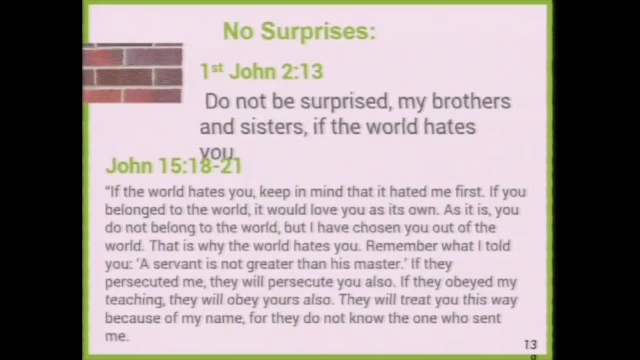 No Surprises:
1st John 2:13
Do not be surprised, my brothers
and sisters, if the world hates
you
John 15:18-21
"If the world hates you, keep in mind that it hated me first. If you
belonged to the world, it would love you as its own. As it is, you
do not belong to the world, but I have chosen you out of the
world. That is why the world hates you. Remember what I told
you: 'A servant is not greater than his master.' If they
persecuted me, they will persecute you also. If they obeyed my
teaching, they will obey yours also. They will treat you this way
because of my name, for they do not know the one who sent
me.
13